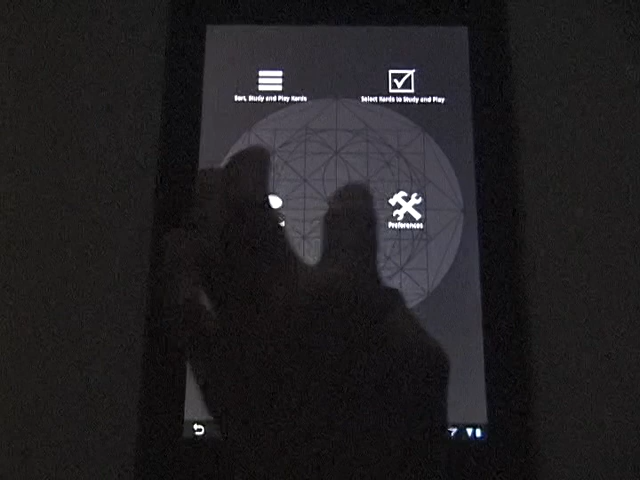 Sort, Study and Play Kards
Select Kards to Study and Play
Preferences